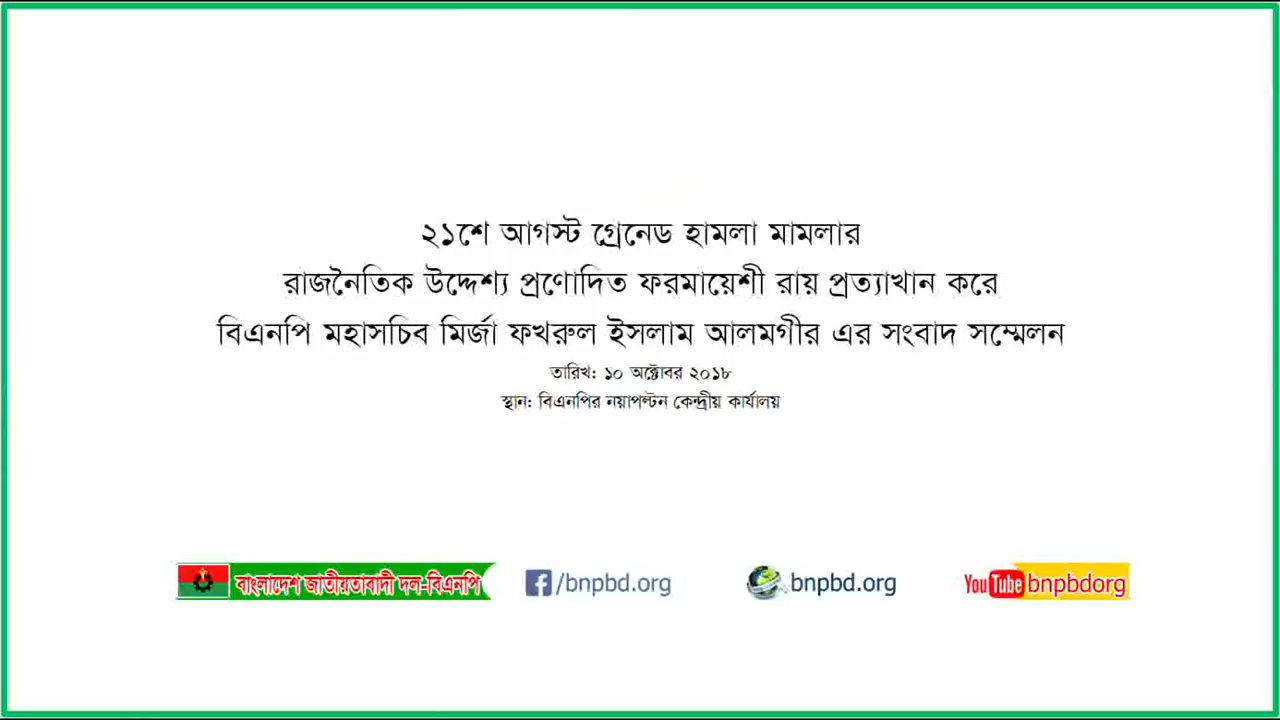 ২১শে আগস্ট গ্রেনেড হামলা মামলার
রাজনৈতিক উদ্দেশ্য প্রণোদিত ফরমায়েশী রায় প্রত্যাখান করে
বিএনপি মহাসচিব মির্জা ফখরুল ইসলাম আলমগীর এর সংবাদ সম্মেলন
তারিখ: ১০ অক্টোবর ২০১৮
স্থান: বিএনপির নয়াপল্টন কেন্দ্রীয় কার্যালয়
বাংলাদেশ জাতীয়তাবাদী দল-বিএনপি /bnpbd.org bnpbd.org YouTube bnpbdorg